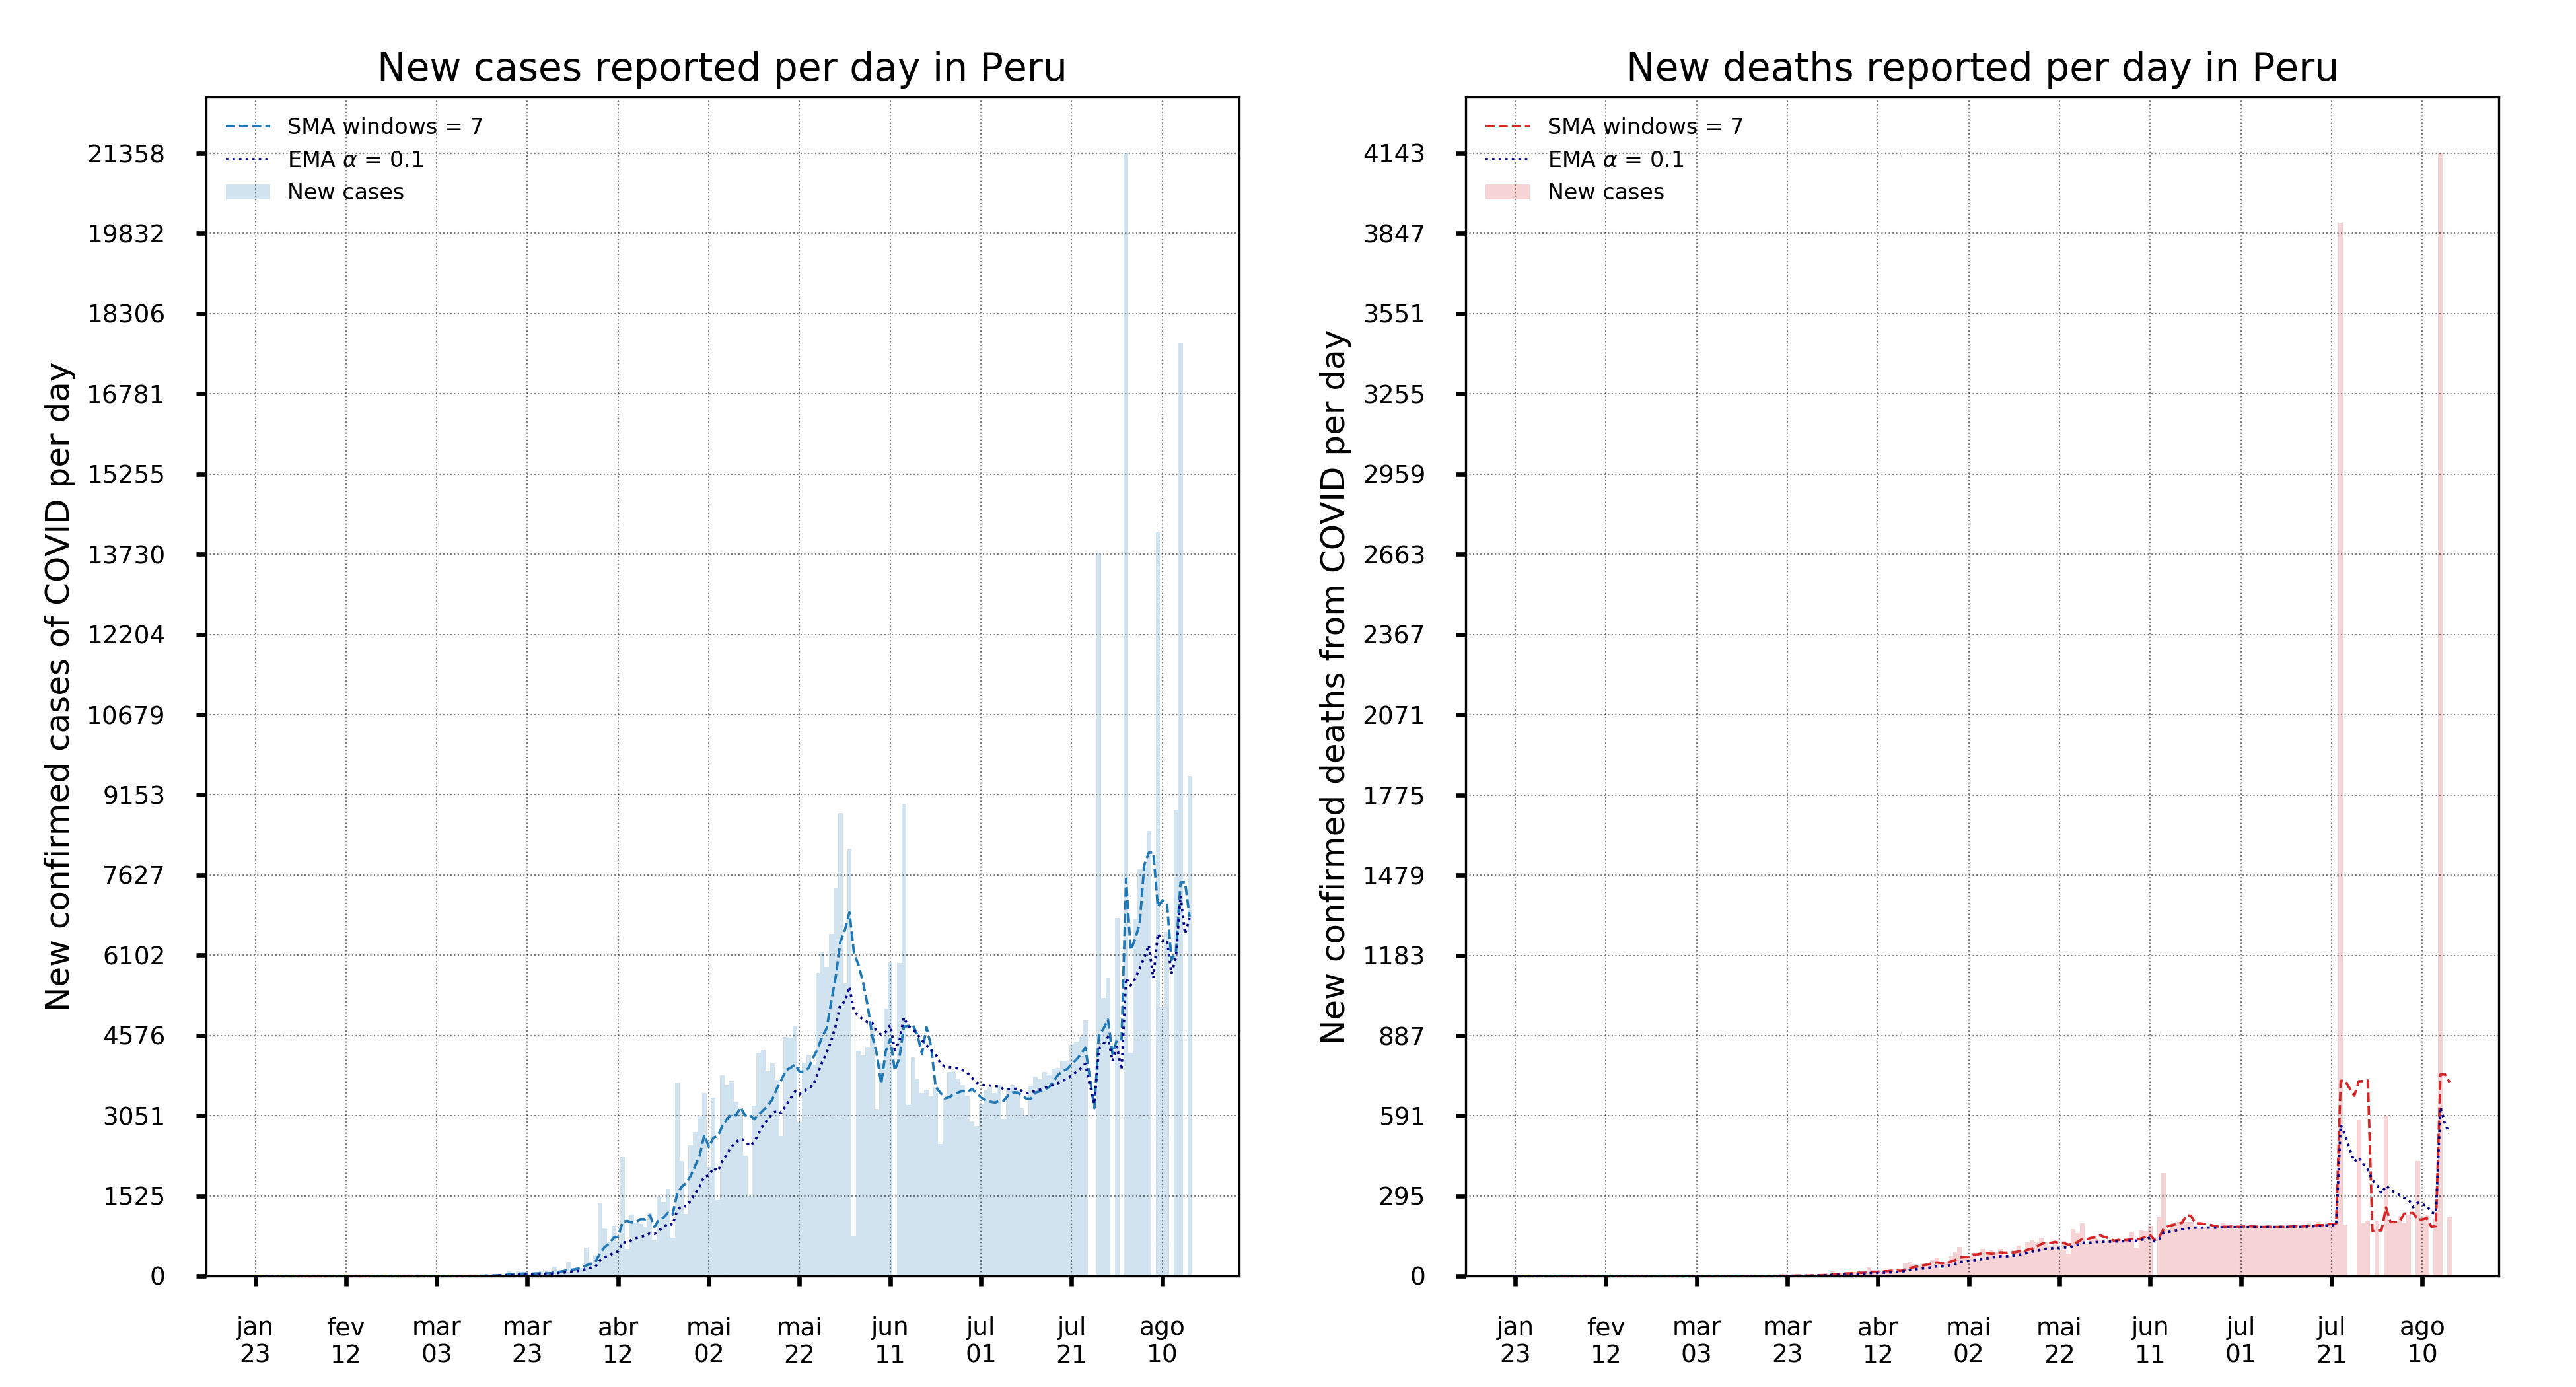 New cases reported per day in Peru
SMA windows = 7
EMA α = 0.1
New cases
New confirmed cases of COVID per day
21358
19832
18306
16781
15255
13730
12204
10679
9153
7627
6102
4576
3051
1525
0
jan 23
fev 12
mar 03
mar 23
abr 12
mai 02
mai 22
jun 11
jul 01
jul 21
ago 10
New deaths reported per day in Peru
SMA windows = 7
EMA α = 0.1
New cases
New confirmed deaths from COVID per day
4143
3847
3551
3255
2959
2663
2367
2071
1775
1479
1183
887
591
295
0
jan 23
fev 12
mar 03
mar 23
abr 12
mai 02
mai 22
jun 11
jul 01
jul 21
ago 10